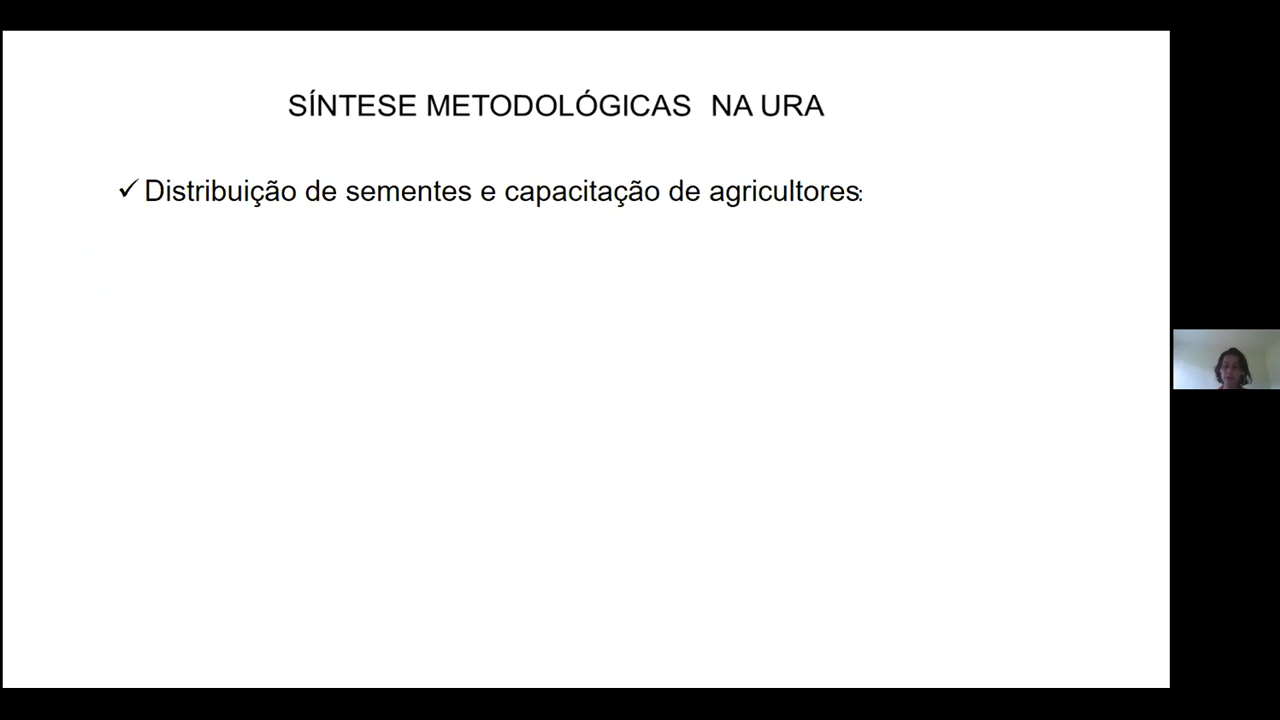 SÍNTESE METODOLÓGICAS NA URA
✓ Distribuição de sementes e capacitação de agricultores: